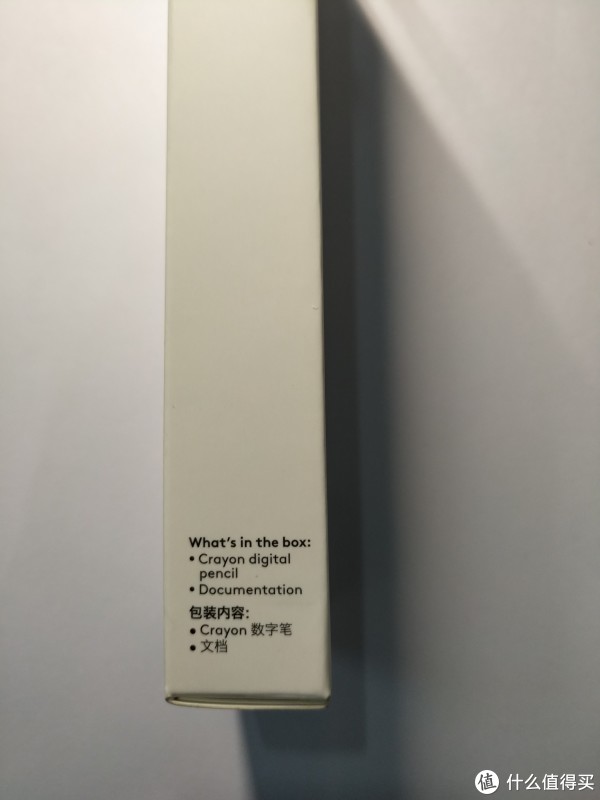 What's in the box:
• Crayon digital
pencil
• Documentation
包装内容:
• Crayon 数字笔
• 文档
值 什么值得买